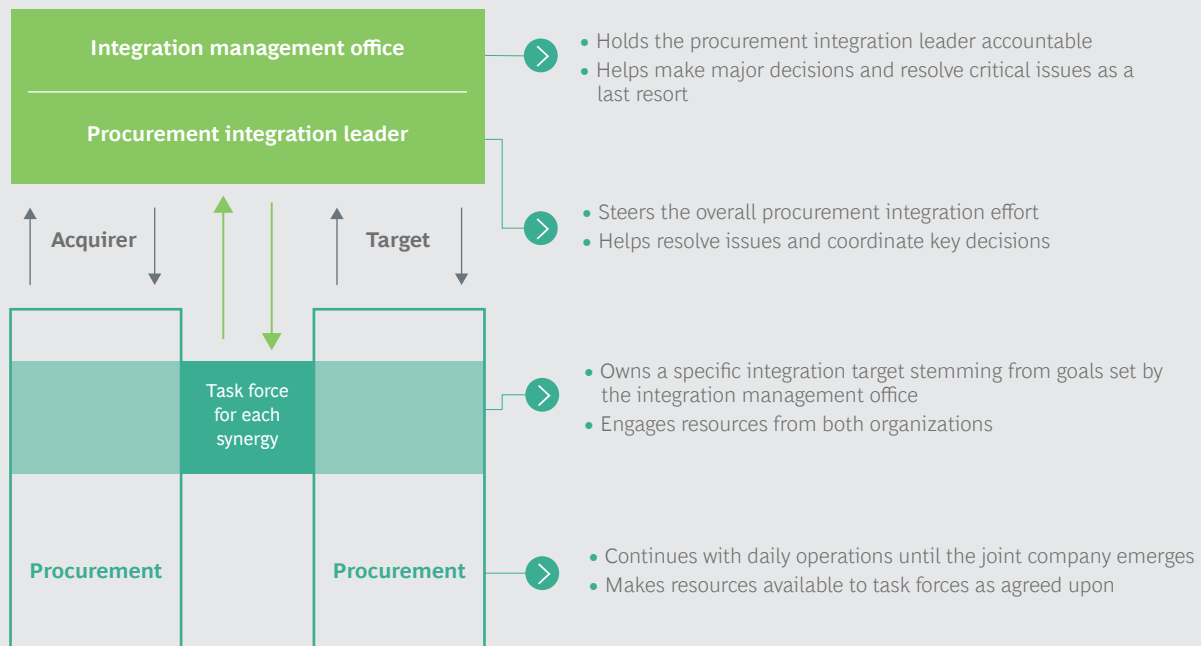 Integration management office
Procurement integration leader
• Holds the procurement integration leader accountable
• Helps make major decisions and resolve critical issues as a
last resort
• Steers the overall procurement integration effort
• Helps resolve issues and coordinate key decisions
Acquirer
Target
Task force
for each
synergy
• Owns a specific integration target stemming from goals set by
the integration management office
• Engages resources from both organizations
Procurement
Procurement
• Continues with daily operations until the joint company emerges
• Makes resources available to task forces as agreed upon